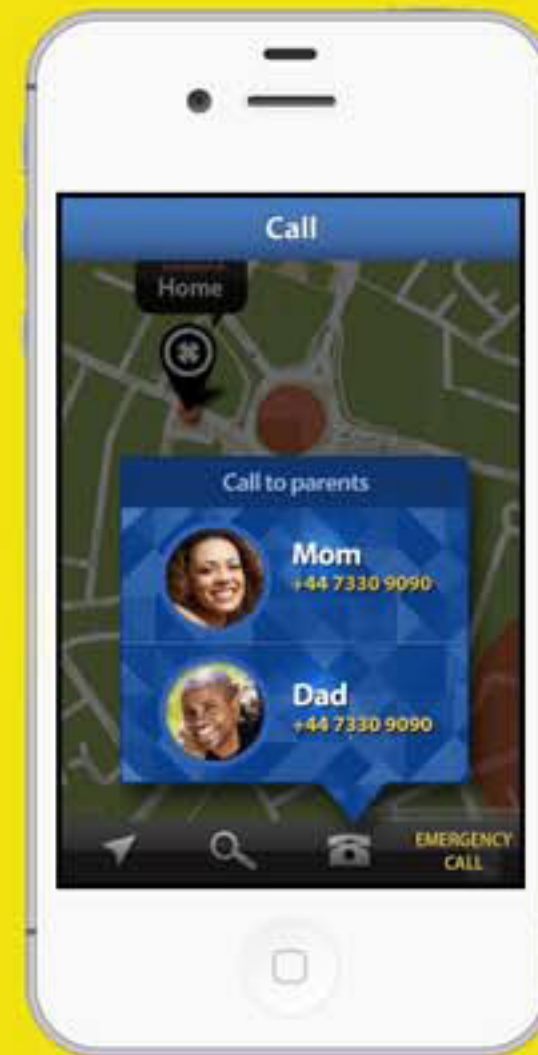 Call
Home
Call to parents
Mom
+44 7330 9090
Dad
+44 7330 9090
EMERGENCY
CALL